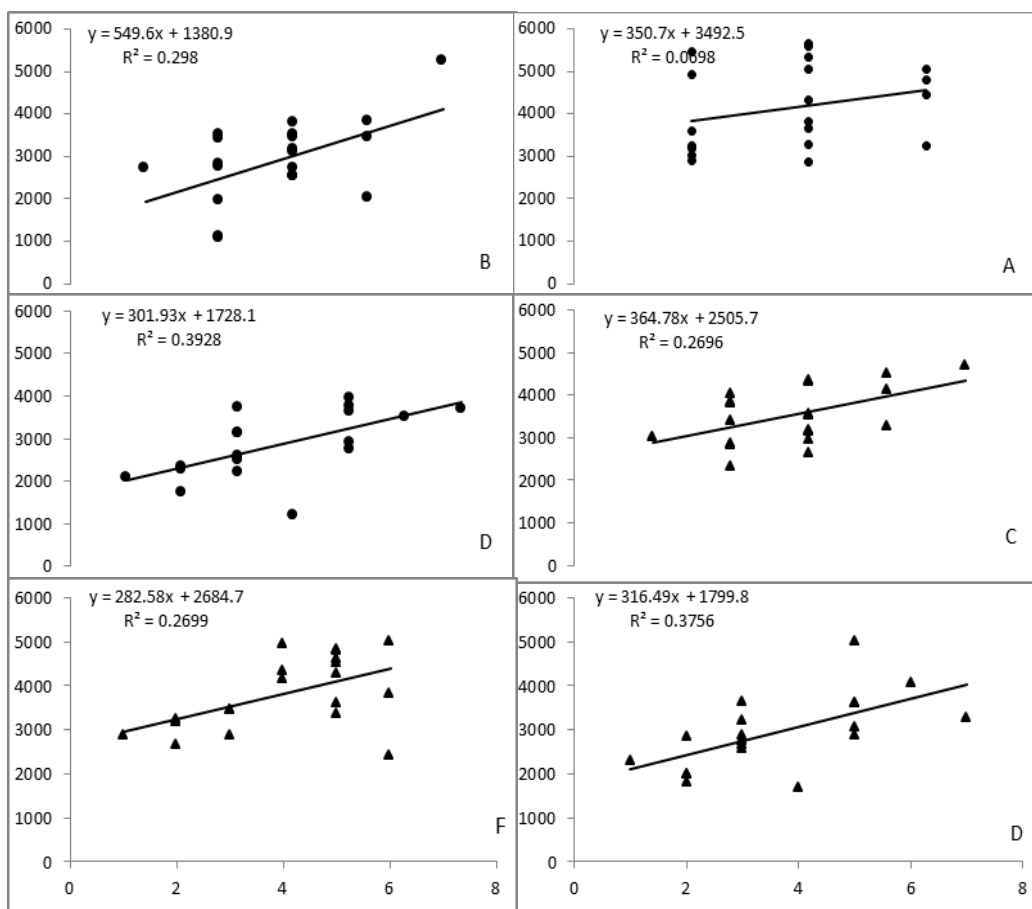 6000
y = 549.6x + 1380.9
R² = 0.298
5000
4000
3000
2000
1000
0
B
6000
y = 350.7x + 3492.5
R² = 0.0698
5000
4000
3000
2000
1000
0
A
6000
y = 301.93x + 1728.1
R² = 0.3928
5000
4000
3000
2000
1000
0
D
6000
y = 364.78x + 2505.7
R² = 0.2696
5000
4000
3000
2000
1000
0
C
6000
y = 282.58x + 2684.7
R² = 0.2699
5000
4000
3000
2000
1000
0
F
0 2 4 6 8
6000
y = 316.49x + 1799.8
R² = 0.3756
5000
4000
3000
2000
1000
0
D
0 2 4 6 8